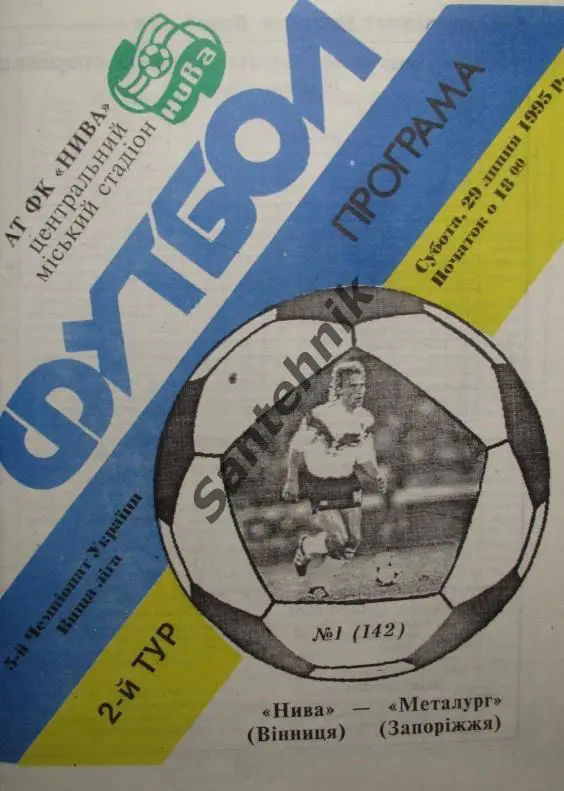 нива
АТ ФК «НИВА»
центральний
міський стадіон
ФУТБОЛ
ПРОГРАМА
Субота, 29 липня 1995 р.
Початок о 18 00
Santehnik
5-й Чемпіонат України
Вища ліга
2-й ТУР
№1 (142)
«Нива» — «Металург»
(Вінниця) (Запоріжжя)